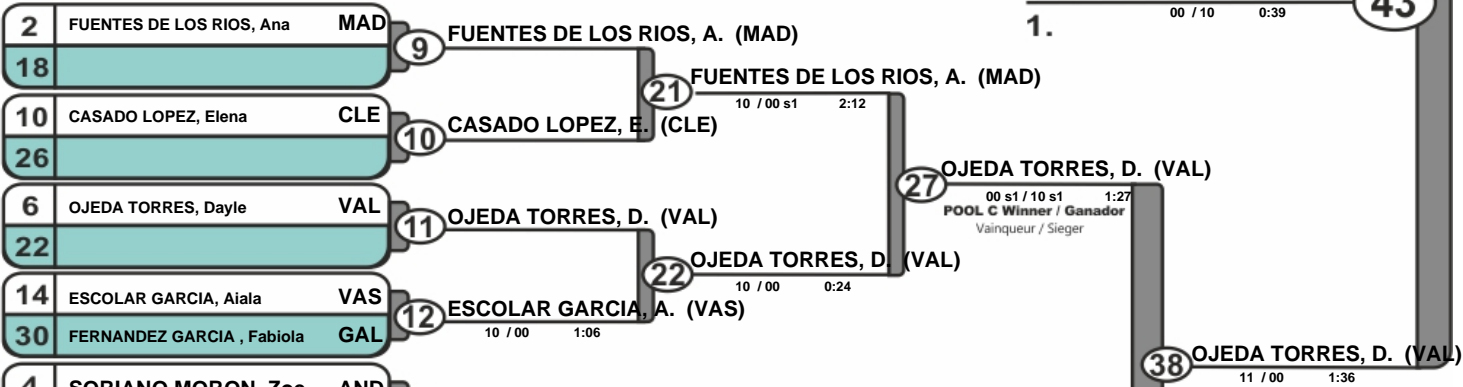 2 FUENTES DE LOS RIOS, Ana MAD
18
9 FUENTES DE LOS RIOS, A. (MAD)
10 CASADO LOPEZ, Elena CLE
26
10 CASADO LOPEZ, E. (CLE)
21 FUENTES DE LOS RIOS, A. (MAD)
10 / 00 s1 2:12
6 OJEDA TORRES, Dayle VAL
22
11 OJEDA TORRES, D. (VAL)
14 ESCOLAR GARCIA, Aiala VAS
30 FERNANDEZ GARCIA , Fabiola GAL
12 ESCOLAR GARCIA, A. (VAS)
10 / 00 1:06
22 OJEDA TORRES, D. (VAL)
10 / 00 0:24
27 OJEDA TORRES, D. (VAL)
00 s1 / 10 s1 1:27
POOL C Winner / Ganador
Vainqueur / Sieger
00 / 10 0:39
1.
43
38 OJEDA TORRES, D. (VAL)
11 / 00 1:36
4 SORIANO MORON, Zoe AND